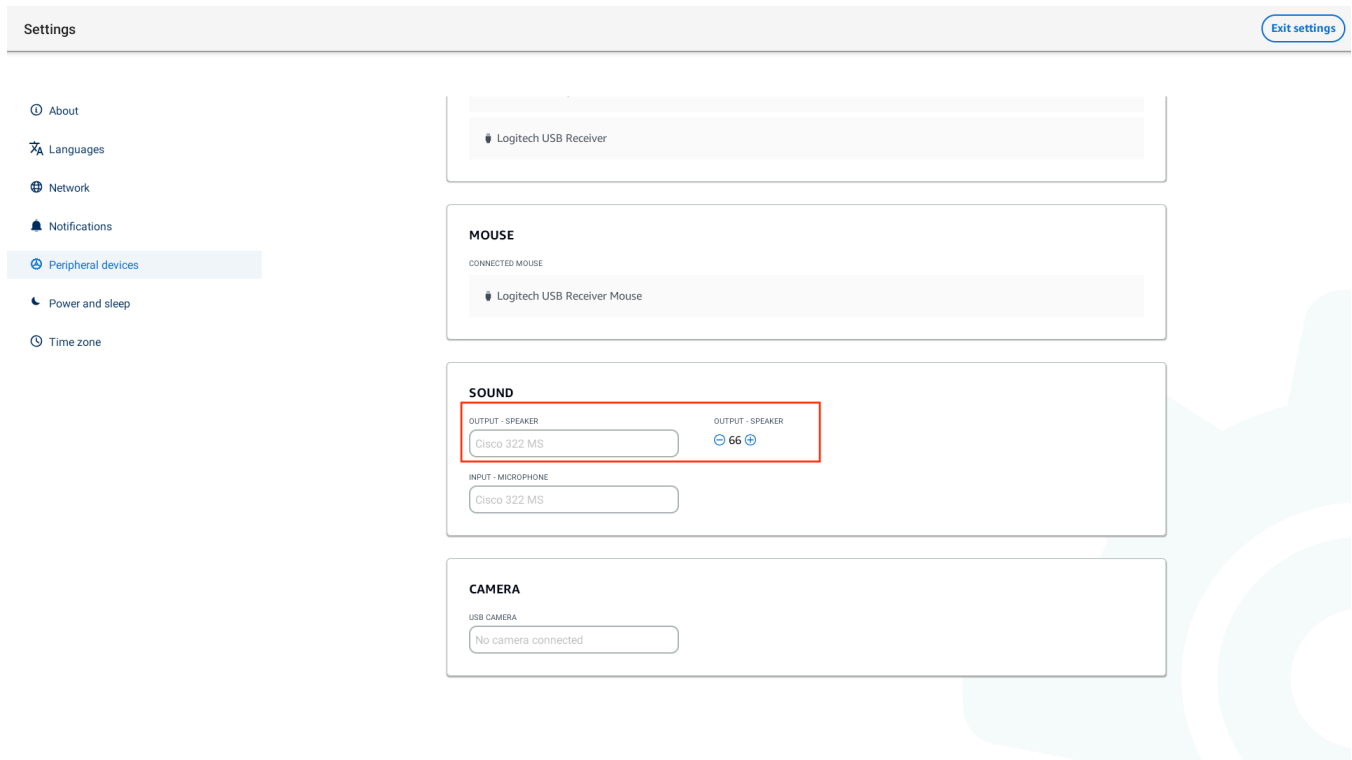 Settings
Exit settings
About
Languages
Network
Notifications
Peripheral devices
Power and sleep
Time zone
Logitech USB Receiver
MOUSE
CONNECTED MOUSE
Logitech USB Receiver Mouse
SOUND
OUTPUT - SPEAKER
Cisco 322 MS
OUTPUT - SPEAKER
66
INPUT - MICROPHONE
Cisco 322 MS
CAMERA
USB CAMERA
No camera connected